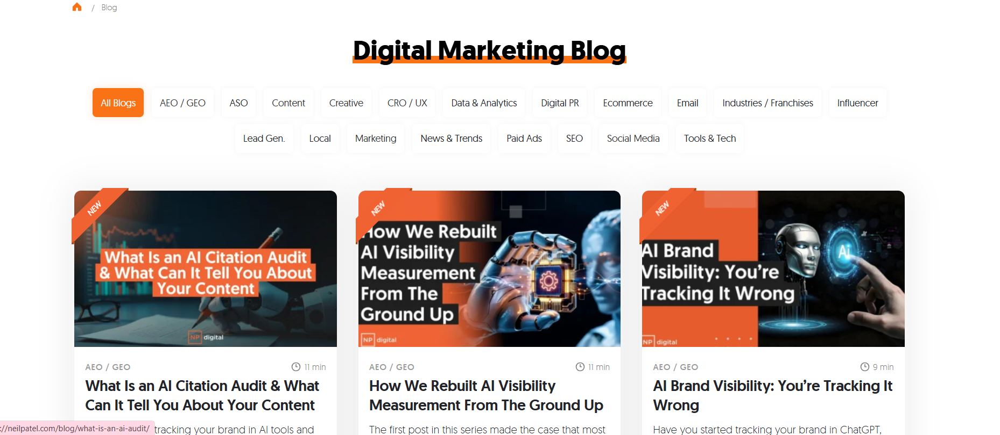 / Blog
Digital Marketing Blog
All Blogs AEO / GEO ASO Content Creative CRO / UX Data & Analytics Digital PR Ecommerce Email Industries / Franchises Influencer
Lead Gen. Local Marketing News & Trends Paid Ads SEO Social Media Tools & Tech
NEW
What Is an AI Citation Audit
& What Can It Tell You About
Your Content
NP digital
AEO / GEO 11 min
What Is an AI Citation Audit & What
Can It Tell You About Your Content
tracking your brand in AI tools and
NEW
How We Rebuilt
AI Visibility
Measurement
From The
Ground Up
NP digital
AEO / GEO 11 min
How We Rebuilt AI Visibility
Measurement From The Ground Up
The first post in this series made the case that most
NEW
AI Brand
Visibility: You’re
Tracking It Wrong
Ai
NP digital
AEO / GEO 9 min
AI Brand Visibility: You’re Tracking It
Wrong
Have you started tracking your brand in ChatGPT,
://neilpatel.com/blog/what-is-an-ai-audit/